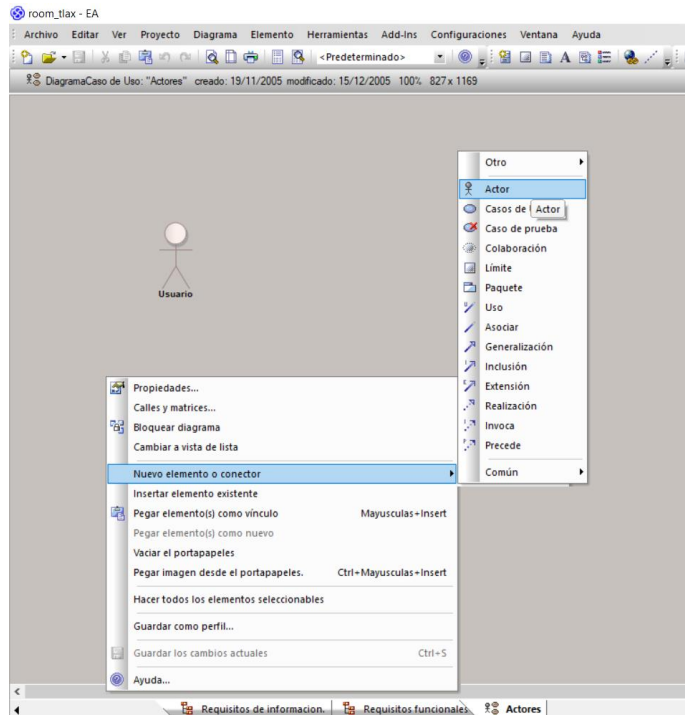 room_tlax - EA
Archivo Editar Ver Proyecto Diagrama Elemento Herramientas Add-Ins Configuraciones Ventana Ayuda
<Predeterminado>
DiagramaCaso de Uso: "Actores" creado: 19/11/2005 modificado: 15/12/2005 100% 827 x 1169
Usuario
Otro
Actor
Casos de
Actor
Caso de prueba
Colaboración
Límite
Paquete
Uso
Asociar
Generalización
Inclusión
Extensión
Realización
Invoca
Precede
Común
Propiedades...
Calles y matrices...
Bloquear diagrama
Cambiar a vista de lista
Nuevo elemento o conector
Insertar elemento existente
Pegar elemento(s) como vínculo Mayusculas+Insert
Pegar elemento(s) como nuevo
Vaciar el portapapeles
Pegar imagen desde el portapapeles. Ctrl+Mayusculas+Insert
Hacer todos los elementos seleccionables
Guardar como perfil...
Guardar los cambios actuales Ctrl+S
Ayuda...
Requisitos de informacion. Requisitos funcionales Actores